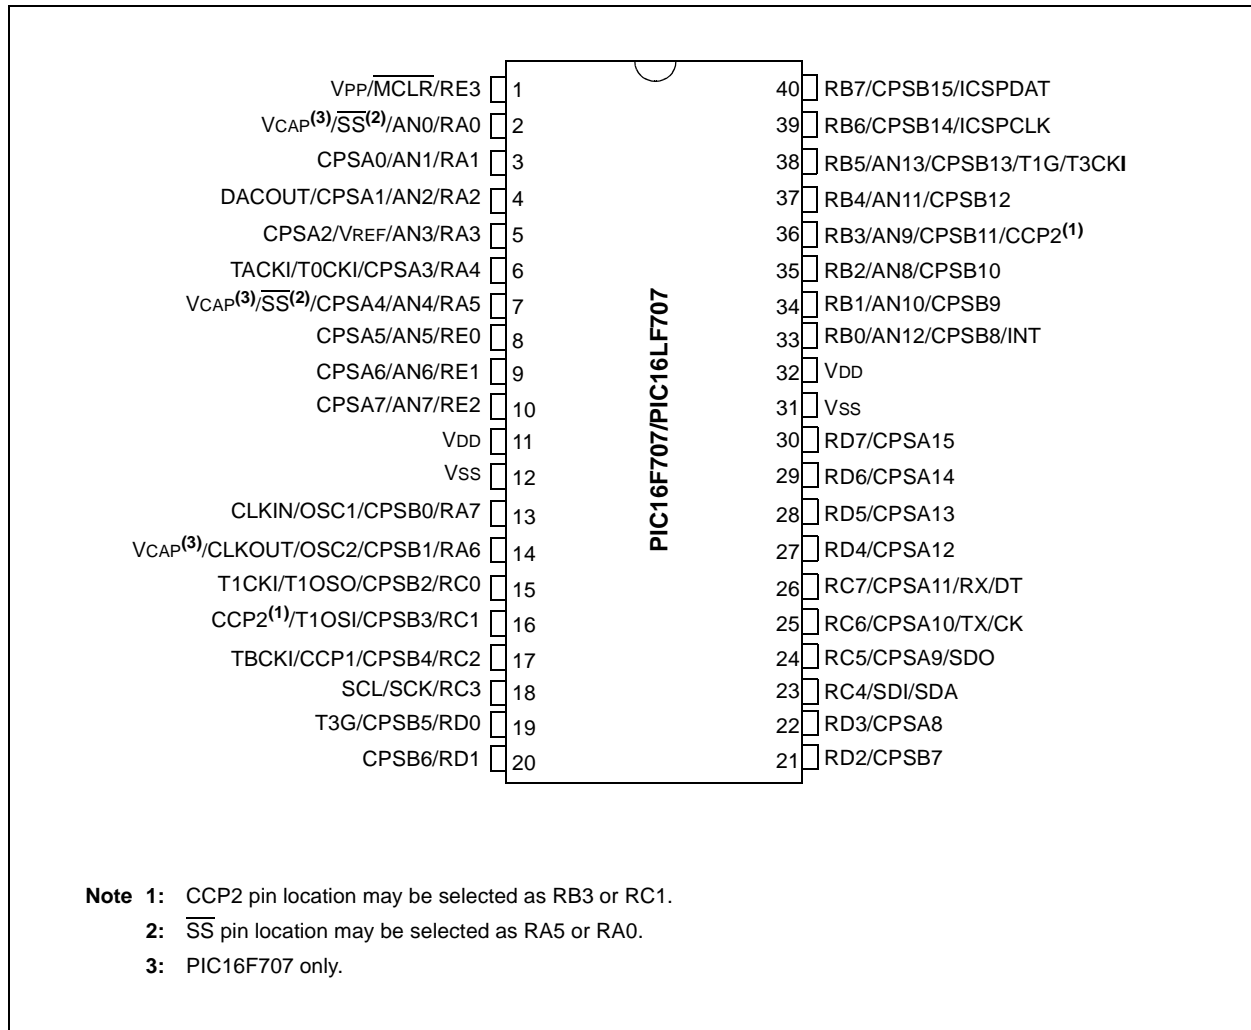 VPP/MCLR/RE3 1
VCAP(3)/SS(2)/AN0/RA0 2
CPSA0/AN1/RA1 3
DACOUT/CPSA1/AN2/RA2 4
CPSA2/VREF/AN3/RA3 5
TACKI/T0CKI/CPSA3/RA4 6
VCAP(3)/SS(2)/CPSA4/AN4/RA5 7
CPSA5/AN5/RE0 8
CPSA6/AN6/RE1 9
CPSA7/AN7/RE2 10
VDD 11
VSS 12
CLKIN/OSC1/CPSB0/RA7 13
VCAP(3)/CLKOUT/OSC2/CPSB1/RA6 14
T1CKI/T1OSO/CPSB2/RC0 15
CCP2(1)/T1OSI/CPSB3/RC1 16
TBCKI/CCP1/CPSB4/RC2 17
SCL/SCK/RC3 18
T3G/CPSB5/RD0 19
CPSB6/RD1 20
PIC16F707/PIC16LF707
40 RB7/CPSB15/ICSPDAT
39 RB6/CPSB14/ICSPCLK
38 RB5/AN13/CPSB13/T1G/T3CKI
37 RB4/AN11/CPSB12
36 RB3/AN9/CPSB11/CCP2(1)
35 RB2/AN8/CPSB10
34 RB1/AN10/CPSB9
33 RB0/AN12/CPSB8/INT
32 VDD
31 VSS
30 RD7/CPSA15
29 RD6/CPSA14
28 RD5/CPSA13
27 RD4/CPSA12
26 RC7/CPSA11/RX/DT
25 RC6/CPSA10/TX/CK
24 RC5/CPSA9/SDO
23 RC4/SDI/SDA
22 RD3/CPSA8
21 RD2/CPSB7
Note 1: CCP2 pin location may be selected as RB3 or RC1.
2: SS pin location may be selected as RA5 or RA0.
3: PIC16F707 only.